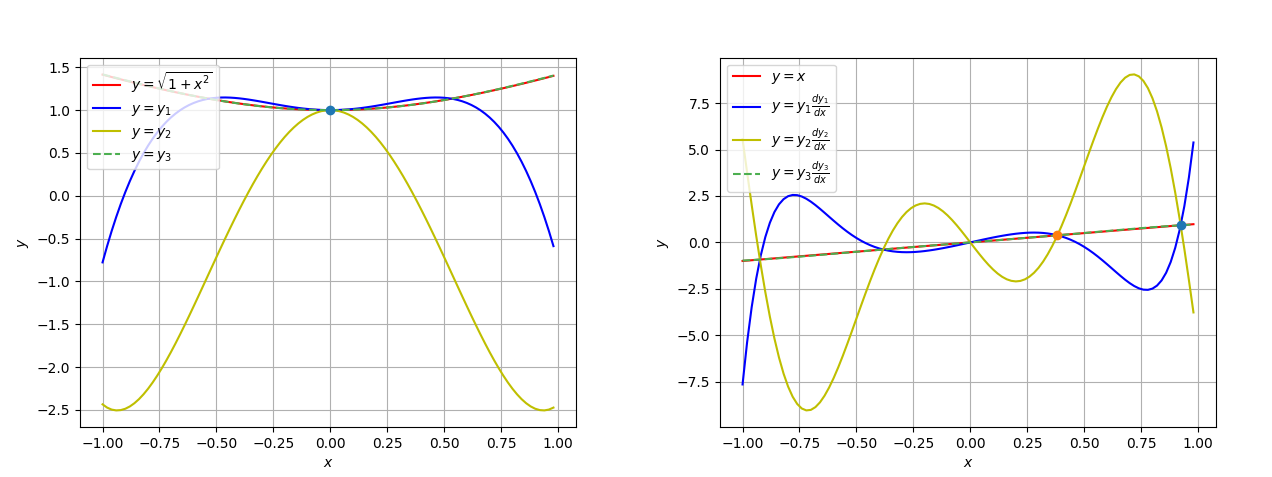 y = √1 + x²
y = y₁
y = y₂
y = y₃
1.5
1.0
0.5
0.0
−0.5
−1.0
−1.5
−2.0
−2.5
y
−1.00 −0.75 −0.50 −0.25 0.00 0.25 0.50 0.75 1.00
x
y = x
y = y₁ dy₁/dx
y = y₂ dy₂/dx
y = y₃ dy₃/dx
7.5
5.0
2.5
0.0
−2.5
−5.0
−7.5
y
−1.00 −0.75 −0.50 −0.25 0.00 0.25 0.50 0.75 1.00
x